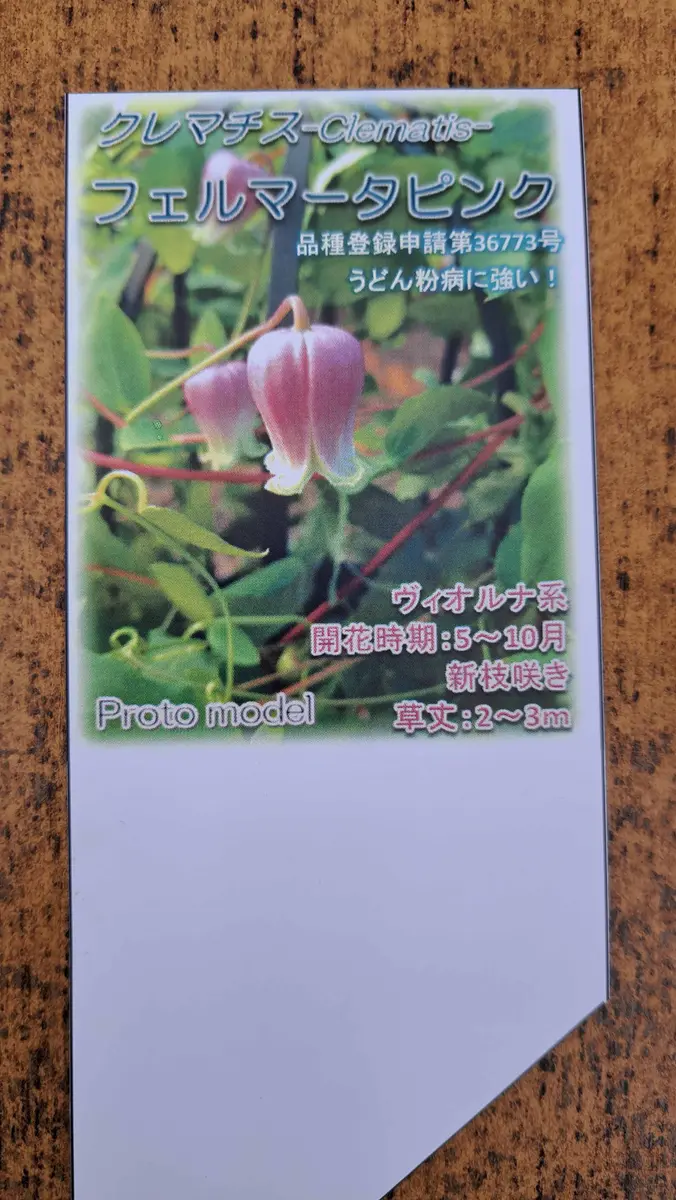 クレマチス-Clematis-
フェルマータピンク
品種登録申請第36773号
うどん粉病に強い！
ヴィオルナ系
開花時期：5～10月
新枝咲き
Proto model
草丈：2～3m